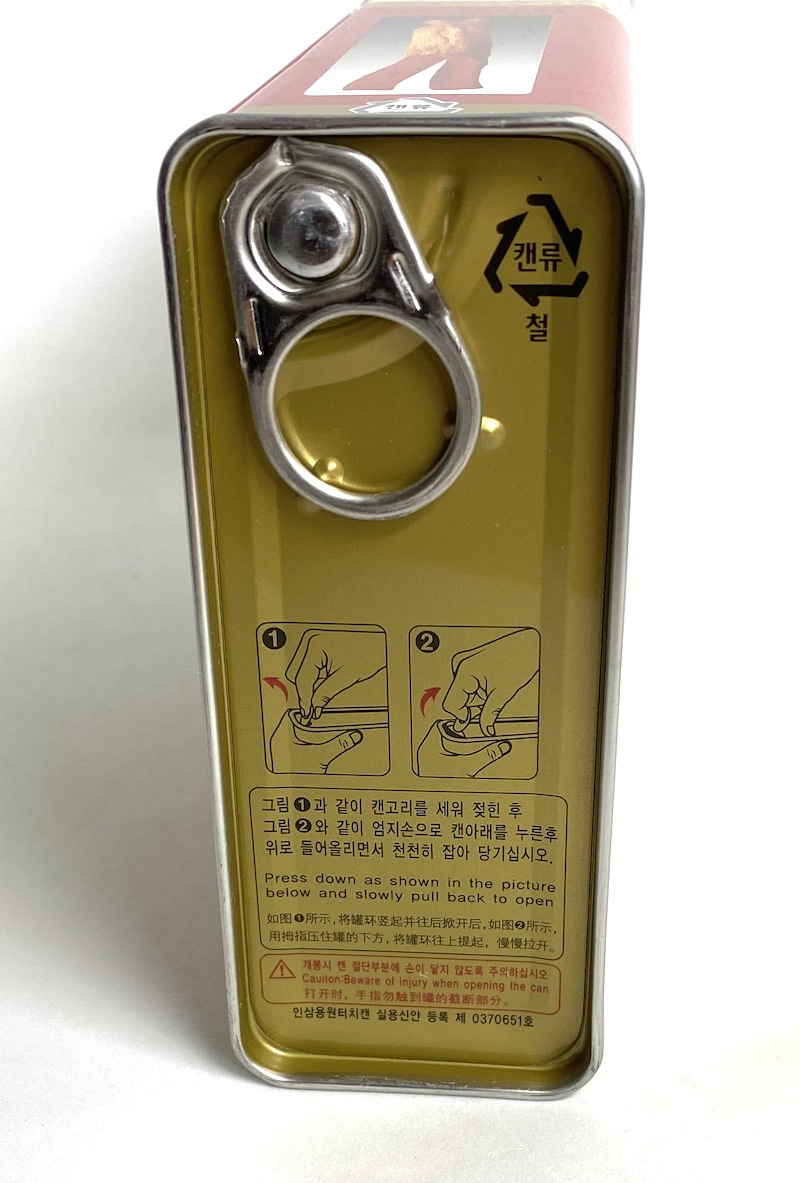 캔류
캔류
철
1
2
그림 ❶과 같이 캔고리를 세워 젖힌 후
그림 ❷와 같이 엄지손으로 캔아래를 누른후
위로 들어올리면서 천천히 잡아 당기십시오.
Press down as shown in the picture
below and slowly pull back to open
如图❶所示,将罐环竖起并往后掀开后,如图❷所示,
用拇指压住罐的下方,将罐环往上提起, 慢慢拉开。
개봉시 캔 절단부분에 손이 닿지 않도록 주의하십시오
Cauiton:Beware of injury when opening the can
打开时, 手指勿触到罐的截断部分。
인삼용원터치캔 실용신안 등록 제 0370651호